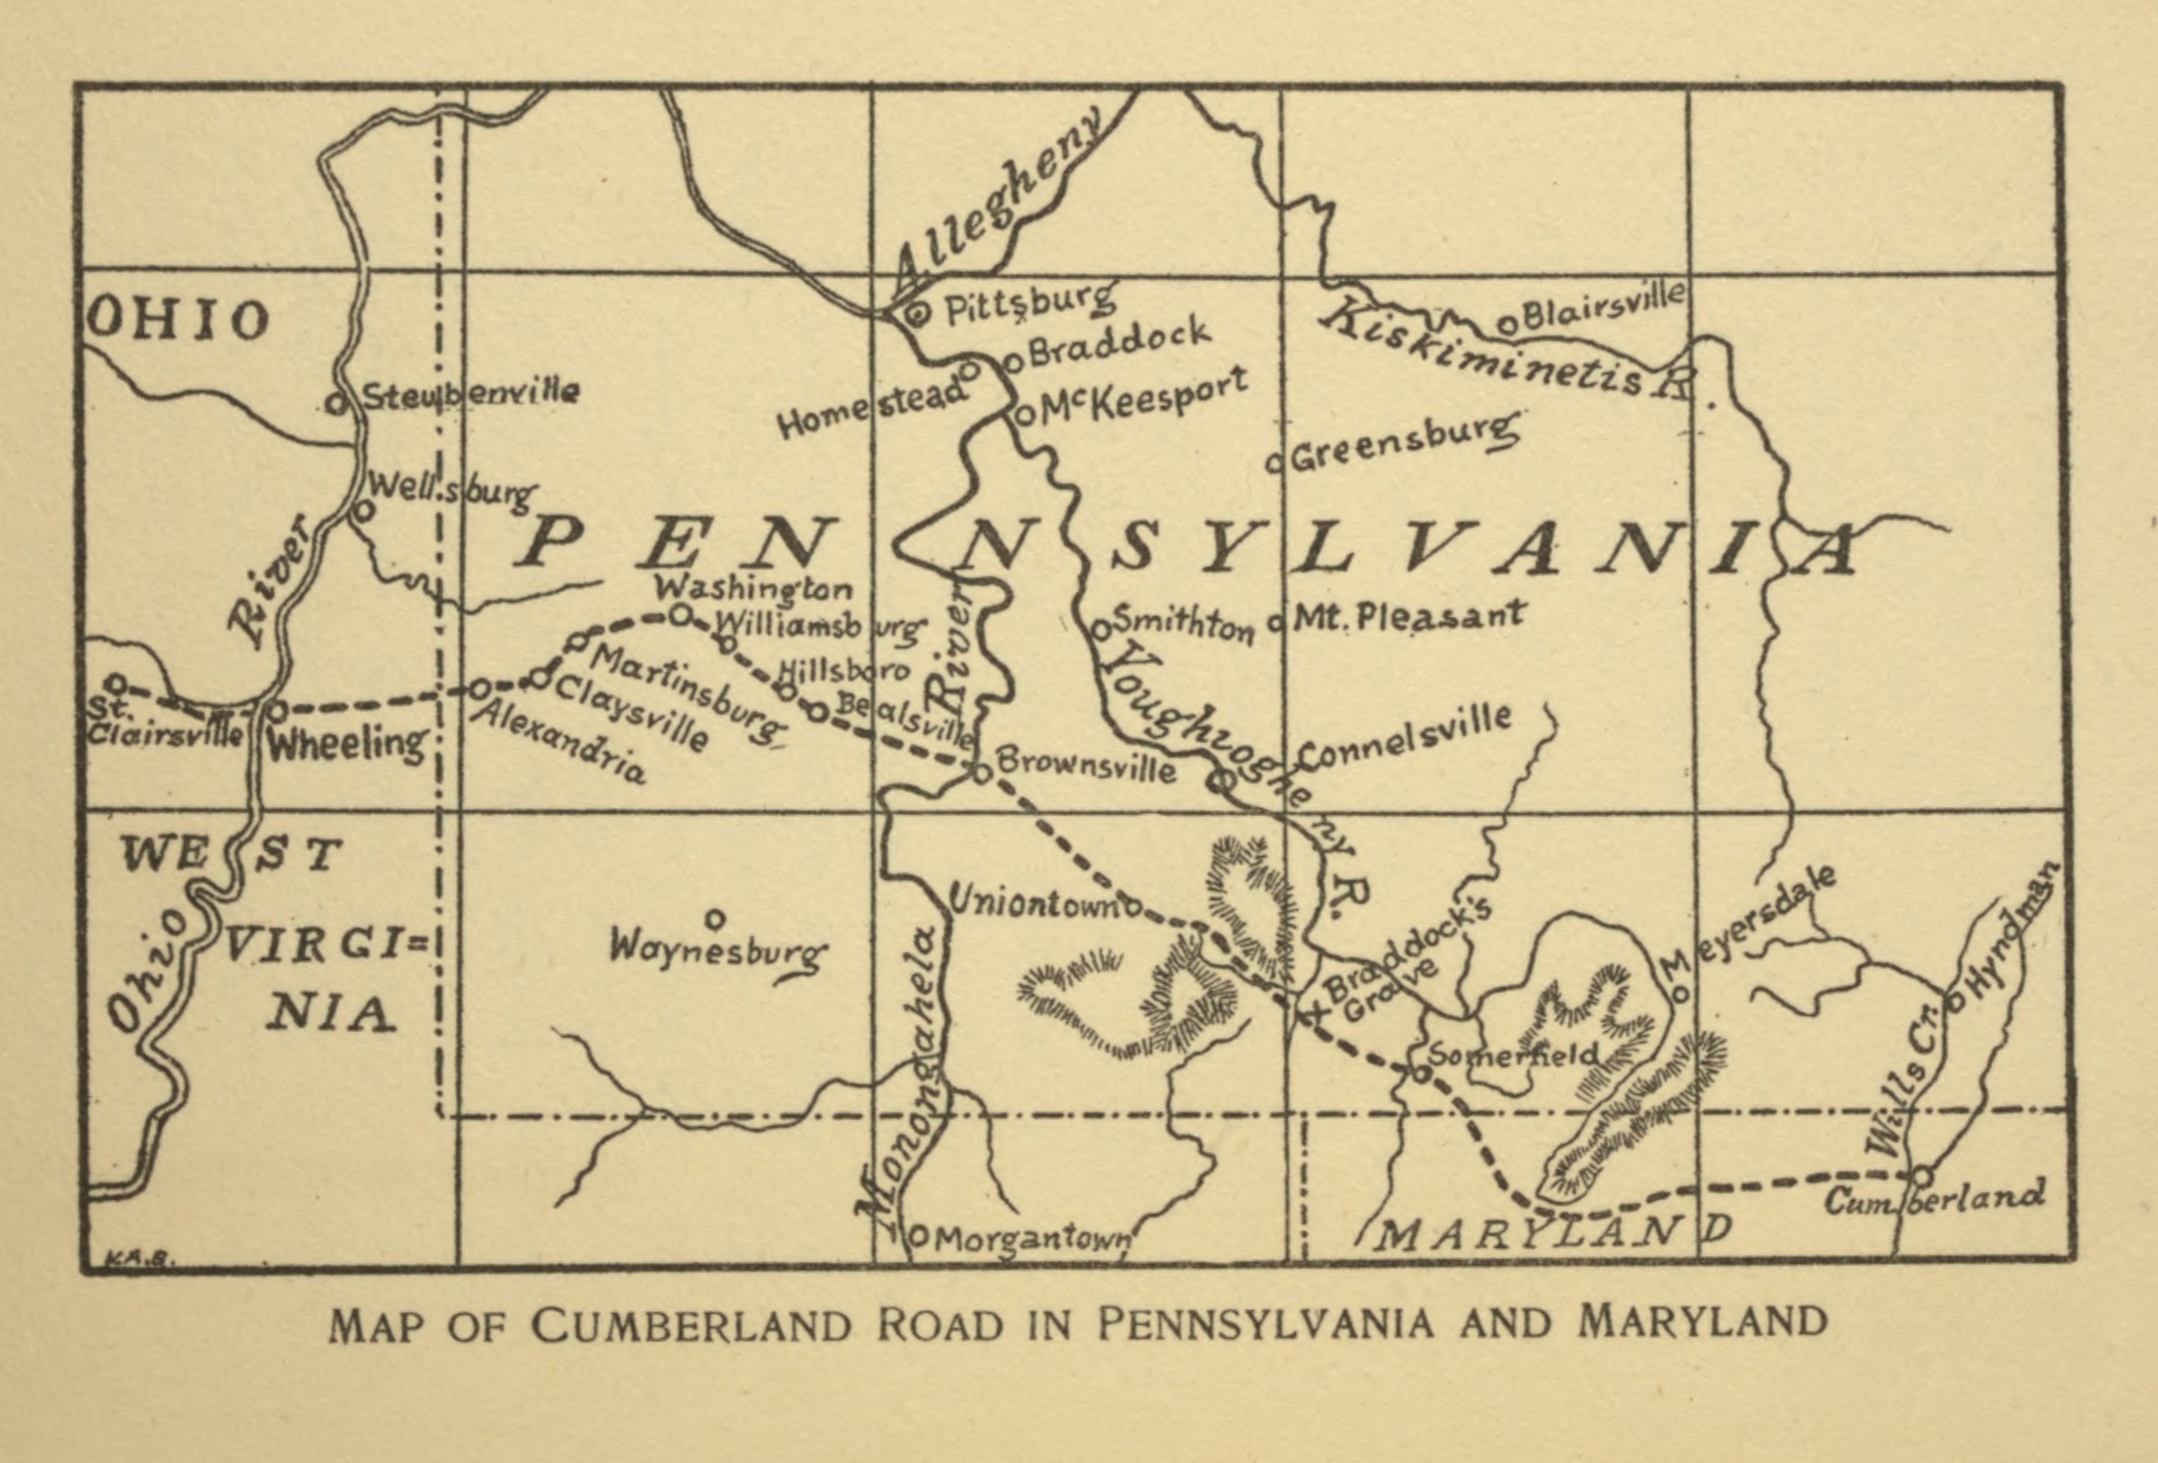 Allegheny
OHIO
Pittsburg
Blairsville
Braddock
Kiskiminetis R.
Steubenville
Homestead
McKeesport
Greensburg
Wellsburg
PENNSYLVANIA
River
Washington
Williamsburg
River
Smithton
Mt. Pleasant
Martinsburg
Hillsboro
Claysville
Bealsville
Youghiogheny R.
St.
Clairsville
Wheeling
Alexandria
Brownsville
Connelsville
WEST
VIRGI=
NIA
Ohio
Waynesburg
Uniontown
Monongahela
Braddock's
Grave
Meyersdale
Hyndman
Somerfield
Wills Cr.
Cumberland
Morgantown
MARYLAND
K.A.B.
MAP OF CUMBERLAND ROAD IN PENNSYLVANIA AND MARYLAND